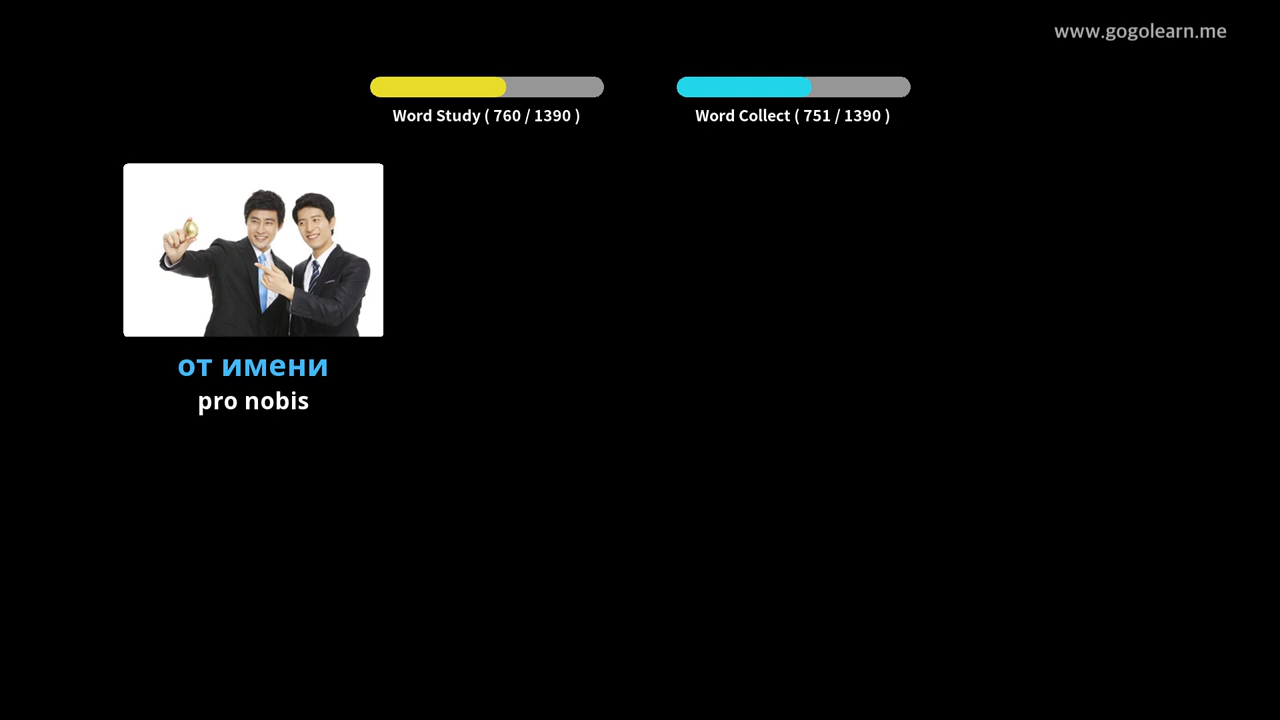 www.gogolearn.me
Word Study ( 760 / 1390 )
Word Collect ( 751 / 1390 )
от имени
pro nobis